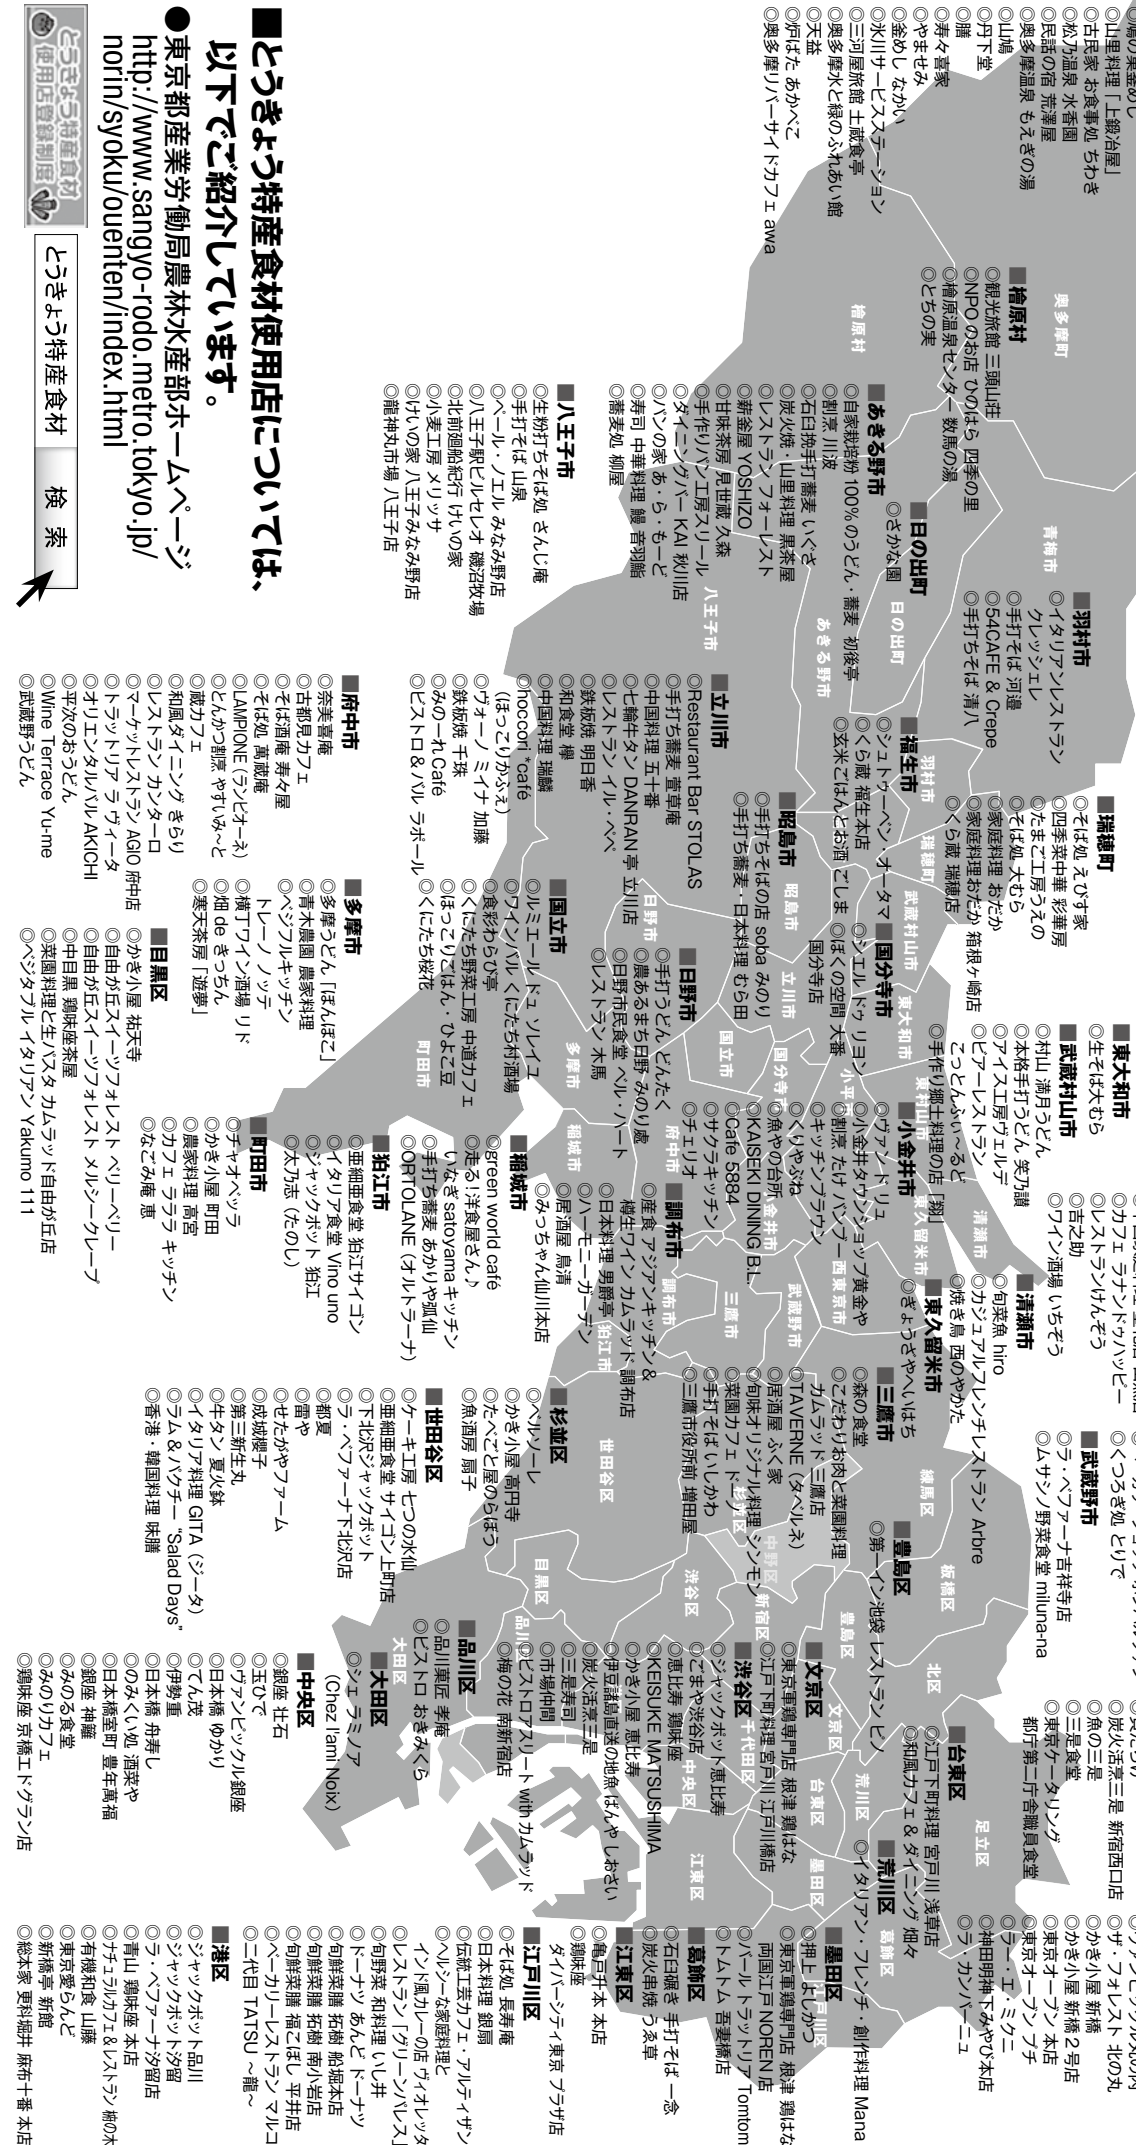 鳩の巣釜めし
◎山里料理「上鍛冶屋」
◎古民家 お食事処 ちわき
◎松乃温泉 水香園
◎民話の宿 荒澤屋
◎奥多摩温泉 もえぎの湯
◎山鳩
◎丹下堂
◎膳
◎寿々喜家
◎やませみ
◎釜めし なかい
◎氷川サービスステーション
◎三河屋旅館 土蔵食亭
◎奥多摩水と緑のふれあい館
◎天益
◎炉ばた あかべこ
◎奥多摩リバーサイドカフェ awa
■檜原村
◎観光旅館 三頭山荘
◎NPOのお店 ひのはら 四季の里
◎檜原温泉センター 数馬の湯
◎とちの実
■あきる野市
◎自家栽培粉100%のうどん・蕎麦 初後亭
◎割烹 川波
◎石臼挽手打蕎麦 いぐさ
◎炭火焼・山里料理 黒茶屋
◎レストラン フォーレスト
◎薪釜屋 YOSHIZO
◎甘味茶房 見世蔵 久森
◎手作りパン工房スリール
◎ダイニングバー KAI 秋川店
◎パンの家 あ・ら・もーど
◎寿司 中華料理 鰻 音羽鮨
◎蕎麦処 柳屋
■日の出町
◎さかな園
■八王子市
◎生粉打ちそば処 さんじ庵
◎手打そば 山泉
◎ペール・ノエル みなみ野店
◎八王子駅ビルセレオ 磯沼牧場
◎北前廻船紀行 けいの家
◎小麦工房 メリッサ
◎けいの家 八王子みなみ野店
◎龍神丸市場 八王子店
■羽村市
◎イタリアンレストラン
クレッシェレ
◎手打そば 河邉
◎54CAFE & Crepe
◎手打ちそば 清八
■福生市
◎シュトゥーベン・オータマ
◎くら蔵 福生本店
◎玄米ごはんとお酒 ごしま
■瑞穂町
◎そば処 えびす家
◎四季菜中華 彩華房
◎たまご工房うえの
◎そば処 大むら
◎家庭料理 おだか
◎家庭料理おだか 箱根ヶ崎店
◎くら蔵 瑞穂店
■昭島市
◎手打ちそばの店 soba みのり
◎手打ち蕎麦・日本料理 むら田
■立川市
◎Restaurant Bar STOLAS
◎手打ち蕎麦 萱草庵
◎中国料理 五十番
◎七輪牛タン DANRAN亭 立川店
◎レストラン イル・ペペ
◎鉄板焼 明日香
◎和食堂 欅
◎中国料理 瑞麟
◎hoccori *café
(ほっこりかふぇ)
◎ヴォーノ ミイナ 加藤
◎鉄板焼 千珠
◎みのーれCafé
◎ビストロ&バル ラポール
■府中市
◎奈美喜庵
◎古都見カフェ
◎そば酒庵 寿々屋
◎そば処 萬蔵庵
◎LAMPIONE (ランピオーネ)
◎とんかつ割烹 やすいみ〜と
◎蔵カフェ
◎和風ダイニング きらり
◎レストラン カンターロ
◎マーケットレストラン AGIO 府中店
◎トラットリア ラ ヴィータ
◎オリエンタルバル AKICHI
◎平次のおうどん
◎Wine Terrace Yu-me
◎武蔵野うどん
■国分寺市
◎シエル ドゥ リヨン
◎ぼくの空間 大番
国分寺店
■日野市
◎手打うどん どんたく
◎農あるまち日野 みのり處
◎日野市民食堂 ベル・ハート
◎レストラン 木馬
■国立市
◎ルミエール ドュ ソレイユ
◎ワインバル くにたち村酒場
◎食彩わらび亭
◎くにたち野菜工房 中道カフェ
◎ほっこりごはん・ひよこ豆
◎くにたち桜花
■多摩市
◎多摩うどん「ぽんぽこ」
◎青木農園 農家料理
◎ベジフルキッチン
トレーノ ノッテ
◎横丁ワイン酒場 リド
◎畑 de きっちん
◎寒天茶房「遊夢」
■目黒区
◎かき小屋 祐天寺
◎自由が丘スイーツフォレスト ベリーベリー
◎自由が丘スイーツフォレスト メルシークレープ
◎中目黒 鶏味座茶屋
◎菜園料理と生パスタ カムラッド自由が丘店
◎ベジタブル イタリアン Yakumo 111
■東大和市
◎生そば大むら
■武蔵村山市
◎村山 満月うどん
◎本格手打うどん 笑乃讃
◎アイス工房ヴェルデ
◎ビアーレストラン
ことっとんふぃ〜るど
◎手作り郷土料理の店「翔」
■小金井市
◎ヴァン ド リュ
◎小金井タウンショップ黄金や
◎割烹 たけ バンブー
◎キッチンブラウン
◎くりやぶね
◎魚やの台所
◎KAISEKI DINING B.L.
◎Cafe 5884
◎サクラキッチン
◎チェリオ
■調布市
◎産食 アジアンキッチン&
樽生ワイン カムラッド 調布店
◎日本料理 男爵亭
◎ハーモニーガーデン
◎居酒屋 鳥清
◎みっちゃん仙川本店
■稲城市
◎green world café
◎走る!洋食屋さん♪
いなぎ satoyama キッチン
◎手打ち蕎麦 あかりや弧仙
◎ORTOLANE (オルトラーナ)
■狛江市
◎亜細亜食堂 狛江サイゴン
◎イタリア食堂 Vino uno
◎ジャックポット 狛江
◎太乃志(たのし)
■町田市
◎チャオベッラ
◎かき小屋 町田
◎農家料理 高宮
◎カフェ ラララ キッチン
◎なごみ庵 恵
◎カフェ ラナンドゥハッピー
◎レストランけんぞう
◎吉之助
◎ワイン酒場 いちぞう
■清瀬市
◎旬菜魚 hiro
◎カジュアルフレンチレストラン Arbre
◎焼き鳥 西のやかた
■東久留米市
◎ぎょうざやへいはち
■三鷹市
◎森の食堂
◎こだわりお肉と菜園料理
カムラッド 三鷹店
◎TAVERNE(タベルネ)
◎居酒屋 ふく家
◎旬味オリジナル料理 シンモン
◎菜園カフェ ドーノ
◎手打そば いしかわ
◎三鷹市役所前 増田屋
■杉並区
◎ベルソーレ
◎かき小屋 高円寺
◎たべごと屋のらぼう
◎魚酒房 扇子
■世田谷区
◎ケーキ工房 七つの水仙
◎亜細亜食堂 サイゴン上町店
◎下北沢ジャックポット
◎ラ・ベファーナ下北沢店
◎都夏
◎雷や
◎せたがやファーム
◎成城櫻子
◎第三新生丸
◎牛タン 夏火鉢
◎イタリア料理 GITA(ジータ)
◎ラム&パクチー “Salad Days”
◎香港・韓国料理 味膳
◎くつろぎ処 とりで
■武蔵野市
◎ラ・ベファーナ吉祥寺店
◎ムサシノ野菜食堂 miluna-na
■豊島区
◎第一イン池袋 レストラン ピノ
■文京区
◎東京軍鶏専門店 根津 鶏はな
◎江戸下町料理 宮戸川 江戸川橋店
■渋谷区
◎ジャックポット恵比寿
◎ごまや渋谷店
◎恵比寿 鶏味座
◎KEISUKE MATSUSHIMA
◎かき小屋 恵比寿
◎伊豆諸島直送の地魚 ばんや しおさい
◎炭火活烹三是
◎三是寿司
◎市場仲間
◎ビストロアスリート withカムラッド
◎梅の花 南新宿店
■品川区
◎品川菓匠 孝庵
◎ビストロ おきみくら
■大田区
◎シェ ラミノア
(Chez l'ami Noix)
■中央区
◎銀座 壮石
◎玉ひで
◎ヴァンピックル銀座
◎日本橋 ゆかり
◎てん茂
◎伊勢重
◎日本橋 舟寿し
◎のみくい処 酒菜や
◎日本橋室町 豊年萬福
◎銀座 神籬
◎みのる食堂
◎みのりカフェ
◎鶏味座 京橋エドグラン店
◎炭火活烹三是 新宿西口店
◎魚の三是
◎三是食堂
◎東京ケータリング
都庁第二庁舎職員食堂
■台東区
◎江戸下町料理 宮戸川 浅草店
◎和風カフェ&ダイニング 畑々
■荒川区
◎イタリアン・フレンチ・創作料理 Mana
◎ザ・フォレスト 北の丸
◎かき小屋 新橋
◎かき小屋 新橋2号店
◎東京オーブン 本店
◎東京オーブン プチ
◎ミー・エ・ミクニ
◎神田明神下みやび本店
◎ラ・カンパーニュ
■墨田区
◎押上 よしかつ
◎東京軍鶏専門店 根津 鶏はな
両国江戸NOREN店
◎バール トラットリア Tomtom
◎トムトム 吾妻橋店
■葛飾区
◎石臼碾き 手打そば 一念
◎炭火串焼 うゑ草
■江東区
◎亀戸升本 本店
◎鶏味座
ダイバーシティ東京 プラザ店
■江戸川区
◎そば処 長寿庵
◎日本料理 銀扇
◎伝統工芸カフェ・アルティザン
◎ヘルシーな家庭料理と
インド風カレーの店 ヴィオレッタ
◎レストラン「グリーンパレス」
◎旬野菜 和料理 いし井
◎ドーナツ あんど ドーナツ
◎旬鮮菜膳 拓樹 船堀本店
◎旬鮮菜膳 拓樹 南小岩店
◎旬鮮菜膳 福こぼし 平井店
◎ベーカリーレストラン マルコ
◎二代目 TATSU 〜龍〜
■港区
◎ジャックポット品川
◎ジャックポット汐留
◎ラ・ベファーナ汐留店
◎青山 鶏味座 本店
◎ナチュラルカフェ&レストラン 楡の木
◎有機和食 山藤
◎東京愛らんど
◎新橋亭 新館
◎総本家 更科堀井 麻布十番 本店
奥多摩町
檜原村
青梅市
日の出町
あきる野市
八王子市
羽村市
瑞穂町
武蔵村山市
東大和市
昭島市
立川市
日野市
国立市
国分寺市
小平市
東村山市
東久留米市
清瀬市
西東京市
小金井市
府中市
多摩市
町田市
稲城市
調布市
狛江市
三鷹市
武蔵野市
練馬区
杉並区
世田谷区
中野区
新宿区
渋谷区
目黒区
品川区
大田区
板橋区
豊島区
北区
文京区
千代田区
中央区
台東区
荒川区
足立区
墨田区
江東区
葛飾区
江戸川区
■とうきょう特産食材使用店については、
以下でご紹介しています。
●東京都産業労働局農林水産部ホームページ
http://www.sangyo-rodo.metro.tokyo.jp/
norin/syoku/ouenten/index.html
とうきょう特産食材
使用店登録制度
とうきょう特産食材
検索